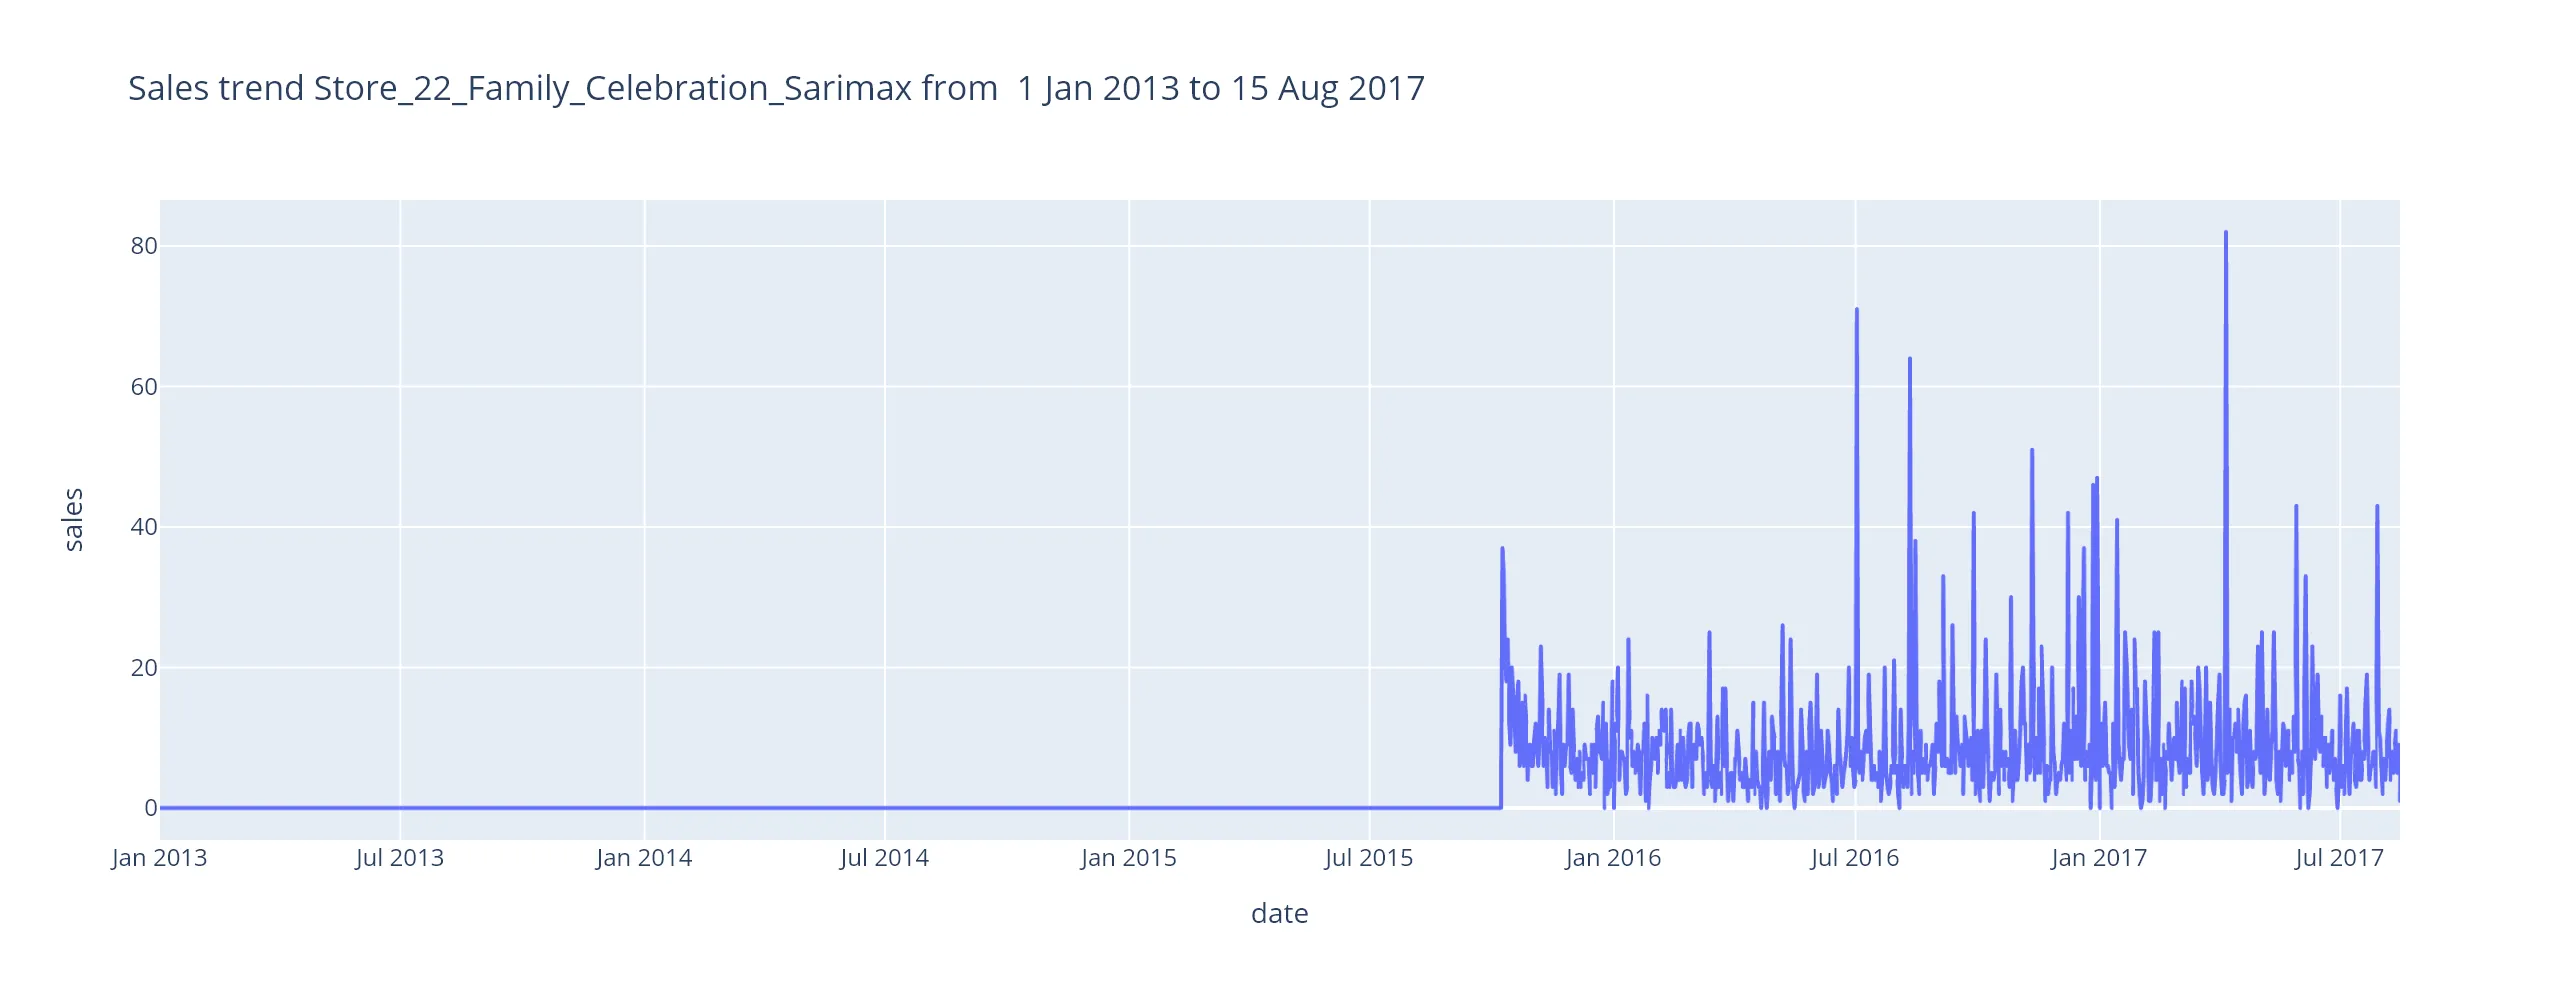 Sales trend Store_22_Family_Celebration_Sarimax from  1 Jan 2013 to 15 Aug 2017
80
60
40
20
0
sales
Jan 2013
Jul 2013
Jan 2014
Jul 2014
Jan 2015
Jul 2015
Jan 2016
Jul 2016
Jan 2017
Jul 2017
date